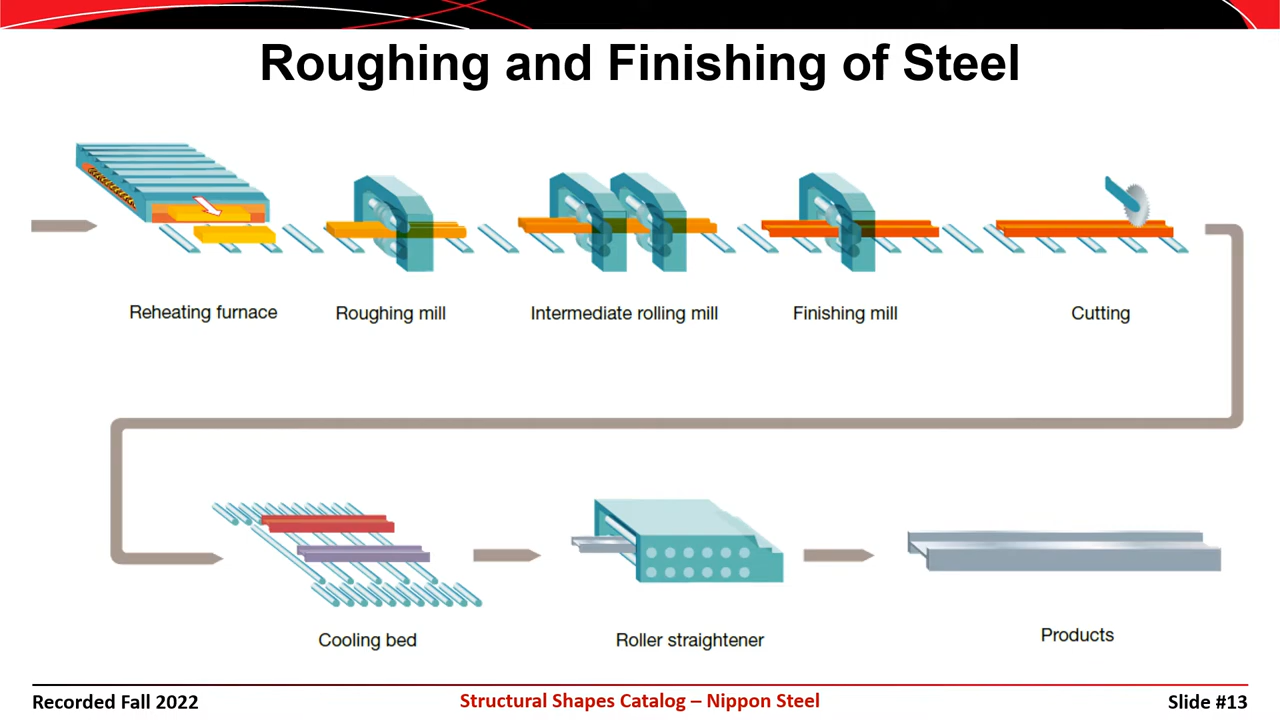 Roughing and Finishing of Steel
Reheating furnace
Roughing mill
Intermediate rolling mill
Finishing mill
Cutting
Cooling bed
Roller straightener
Products
Recorded Fall 2022
Structural Shapes Catalog – Nippon Steel
Slide #13